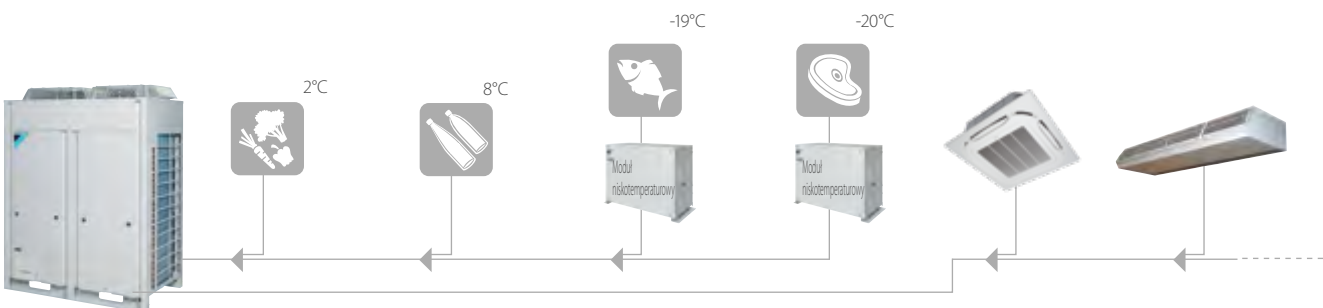 -19°C
-20°C
2°C
8°C
Moduł
niskotemperaturowy
Moduł
niskotemperaturowy